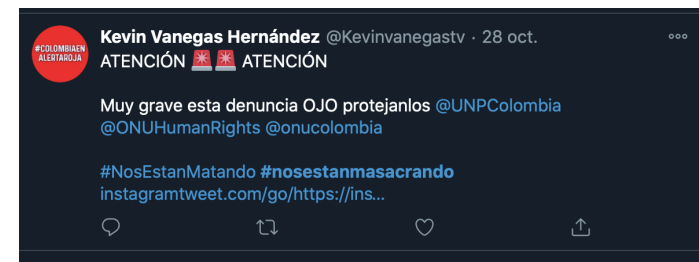 #COLOMBIAEN
ALERTAROJA
Kevin Vanegas Hernández @Kevinvanegastv · 28 oct.
ATENCIÓN 🚨🚨 ATENCIÓN
Muy grave esta denuncia OJO protejanlos @UNPColombia
@ONUHumanRights @onucolombia
#NosEstanMatando #nosestanmasacrando
instagramtweet.com/go/https://ins...